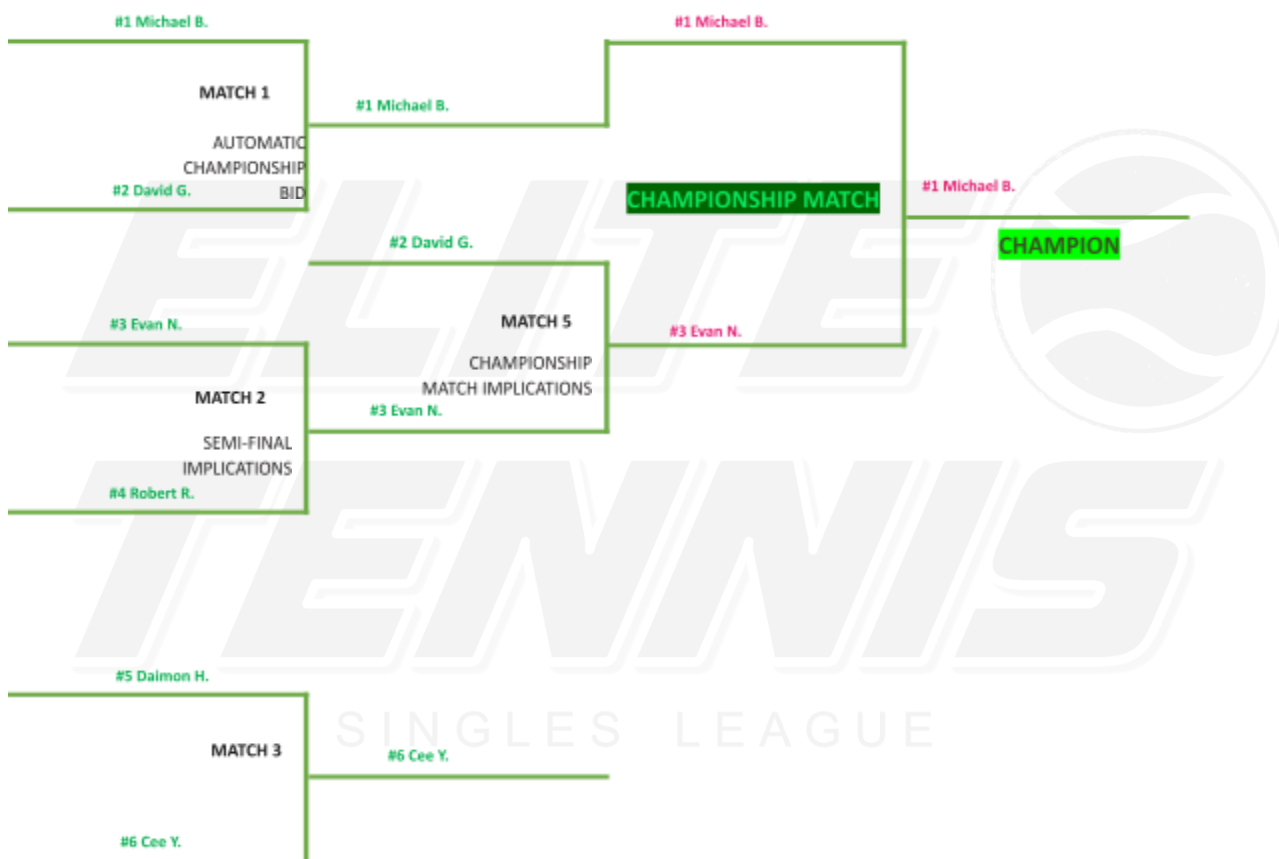 #1 Michael B.
#1 Michael B.
MATCH 1
#1 Michael B.
AUTOMATIC
CHAMPIONSHIP
BID
#2 David G.
CHAMPIONSHIP MATCH
#1 Michael B.
CHAMPION
#2 David G.
#3 Evan N.
MATCH 5
#3 Evan N.
CHAMPIONSHIP
MATCH IMPLICATIONS
MATCH 2
#3 Evan N.
SEMI-FINAL
IMPLICATIONS
#4 Robert R.
ELITE
TENNIS
SINGLES LEAGUE
#5 Daimon H.
MATCH 3
#6 Cee Y.
#6 Cee Y.